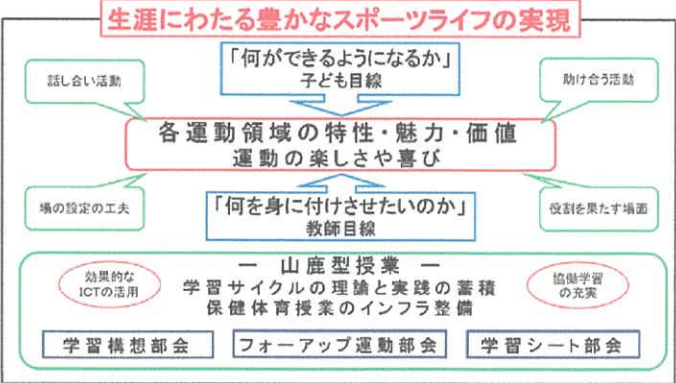 生涯にわたる豊かなスポーツライフの実現
「何ができるようになるか」
子ども目線
話し合い活動
助け合う活動
各運動領域の特性・魅力・価値
運動の楽しさや喜び
場の設定の工夫
「何を身に付けさせたいのか」
教師目線
役割を果たす場面
― 山鹿型授業 ―
効果的な
ICTの活用
学習サイクルの理論と実践の蓄積
保健体育授業のインフラ整備
協働学習
の充実
学習構想部会
フォーアップ運動部会
学習シート部会